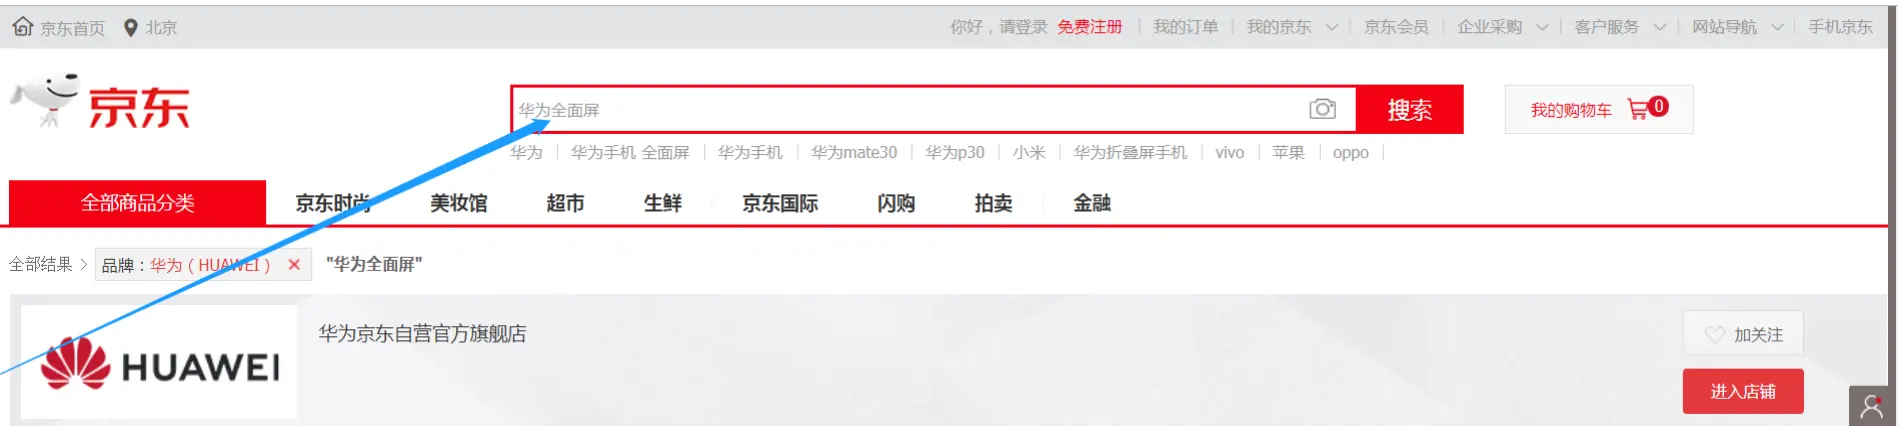 京东首页 北京 你好，请登录 免费注册 我的订单 我的京东 京东会员 企业采购 客户服务 网站导航 手机京东
京东 华为全面屏 搜索 我的购物车 0
华为 华为手机 全面屏 华为手机 华为mate30 华为p30 小米 华为折叠屏手机 vivo 苹果 oppo
全部商品分类 京东时尚 美妆馆 超市 生鲜 京东国际 闪购 拍卖 金融
全部结果 > 品牌：华为（HUAWEI） × "华为全面屏"
华为京东自营官方旗舰店 加关注
HUAWEI 进入店铺